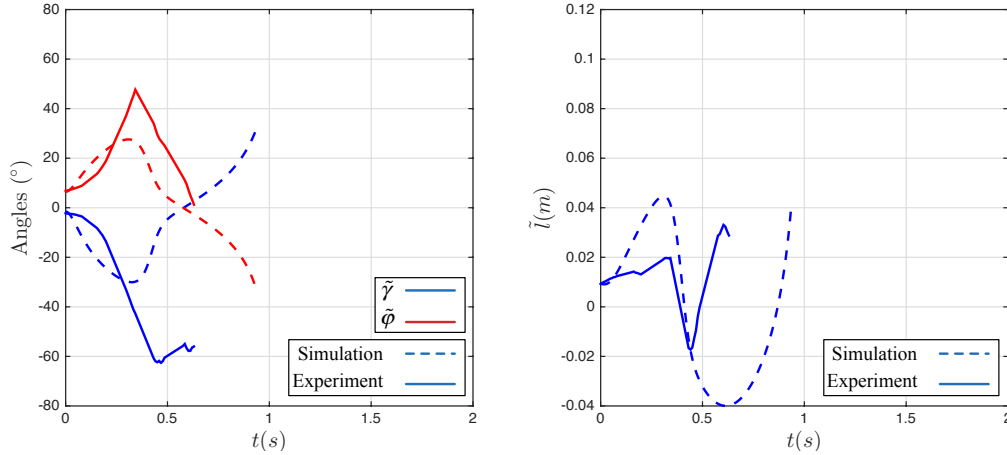 80
60
40
20
0
-20
-40
-60
-80
Angles (°)
0
0.5
1
1.5
2
t(s)
γ̃
φ̃
Simulation
Experiment
0.12
0.1
0.08
0.06
0.04
0.02
0
-0.02
-0.04
l̃(m)
0
0.5
1
1.5
2
t(s)
Simulation
Experiment